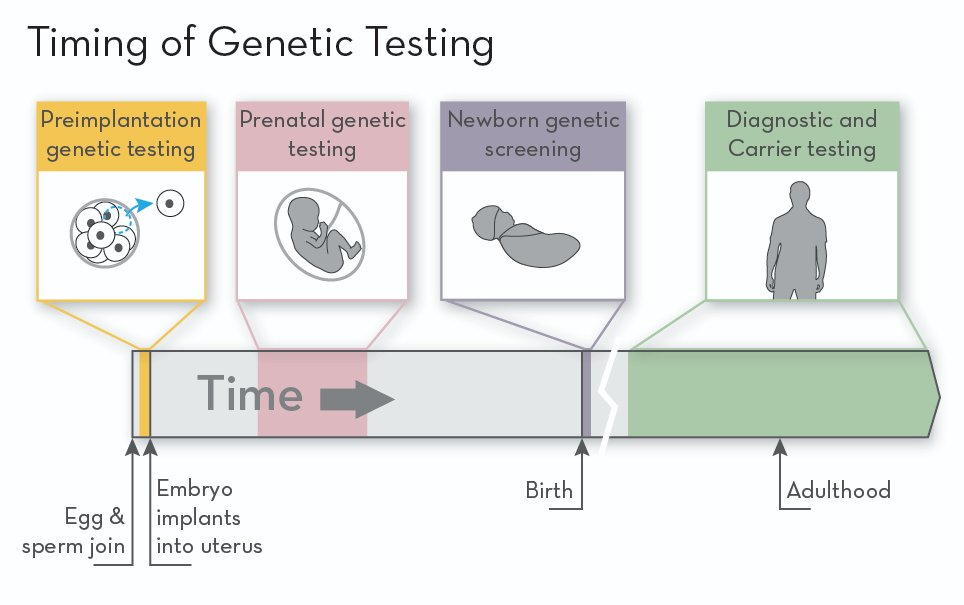 Timing of Genetic Testing
Preimplantation
genetic testing
Prenatal genetic
testing
Newborn genetic
screening
Diagnostic and
Carrier testing
Time
Egg &
sperm join
Embryo
implants
into uterus
Birth
Adulthood